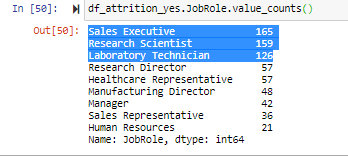 In [50]: df_attrition_yes.JobRole.value_counts()
Out[50]: Sales Executive 165
Research Scientist 159
Laboratory Technician 126
Research Director 57
Healthcare Representative 57
Manufacturing Director 48
Manager 42
Sales Representative 36
Human Resources 21
Name: JobRole, dtype: int64